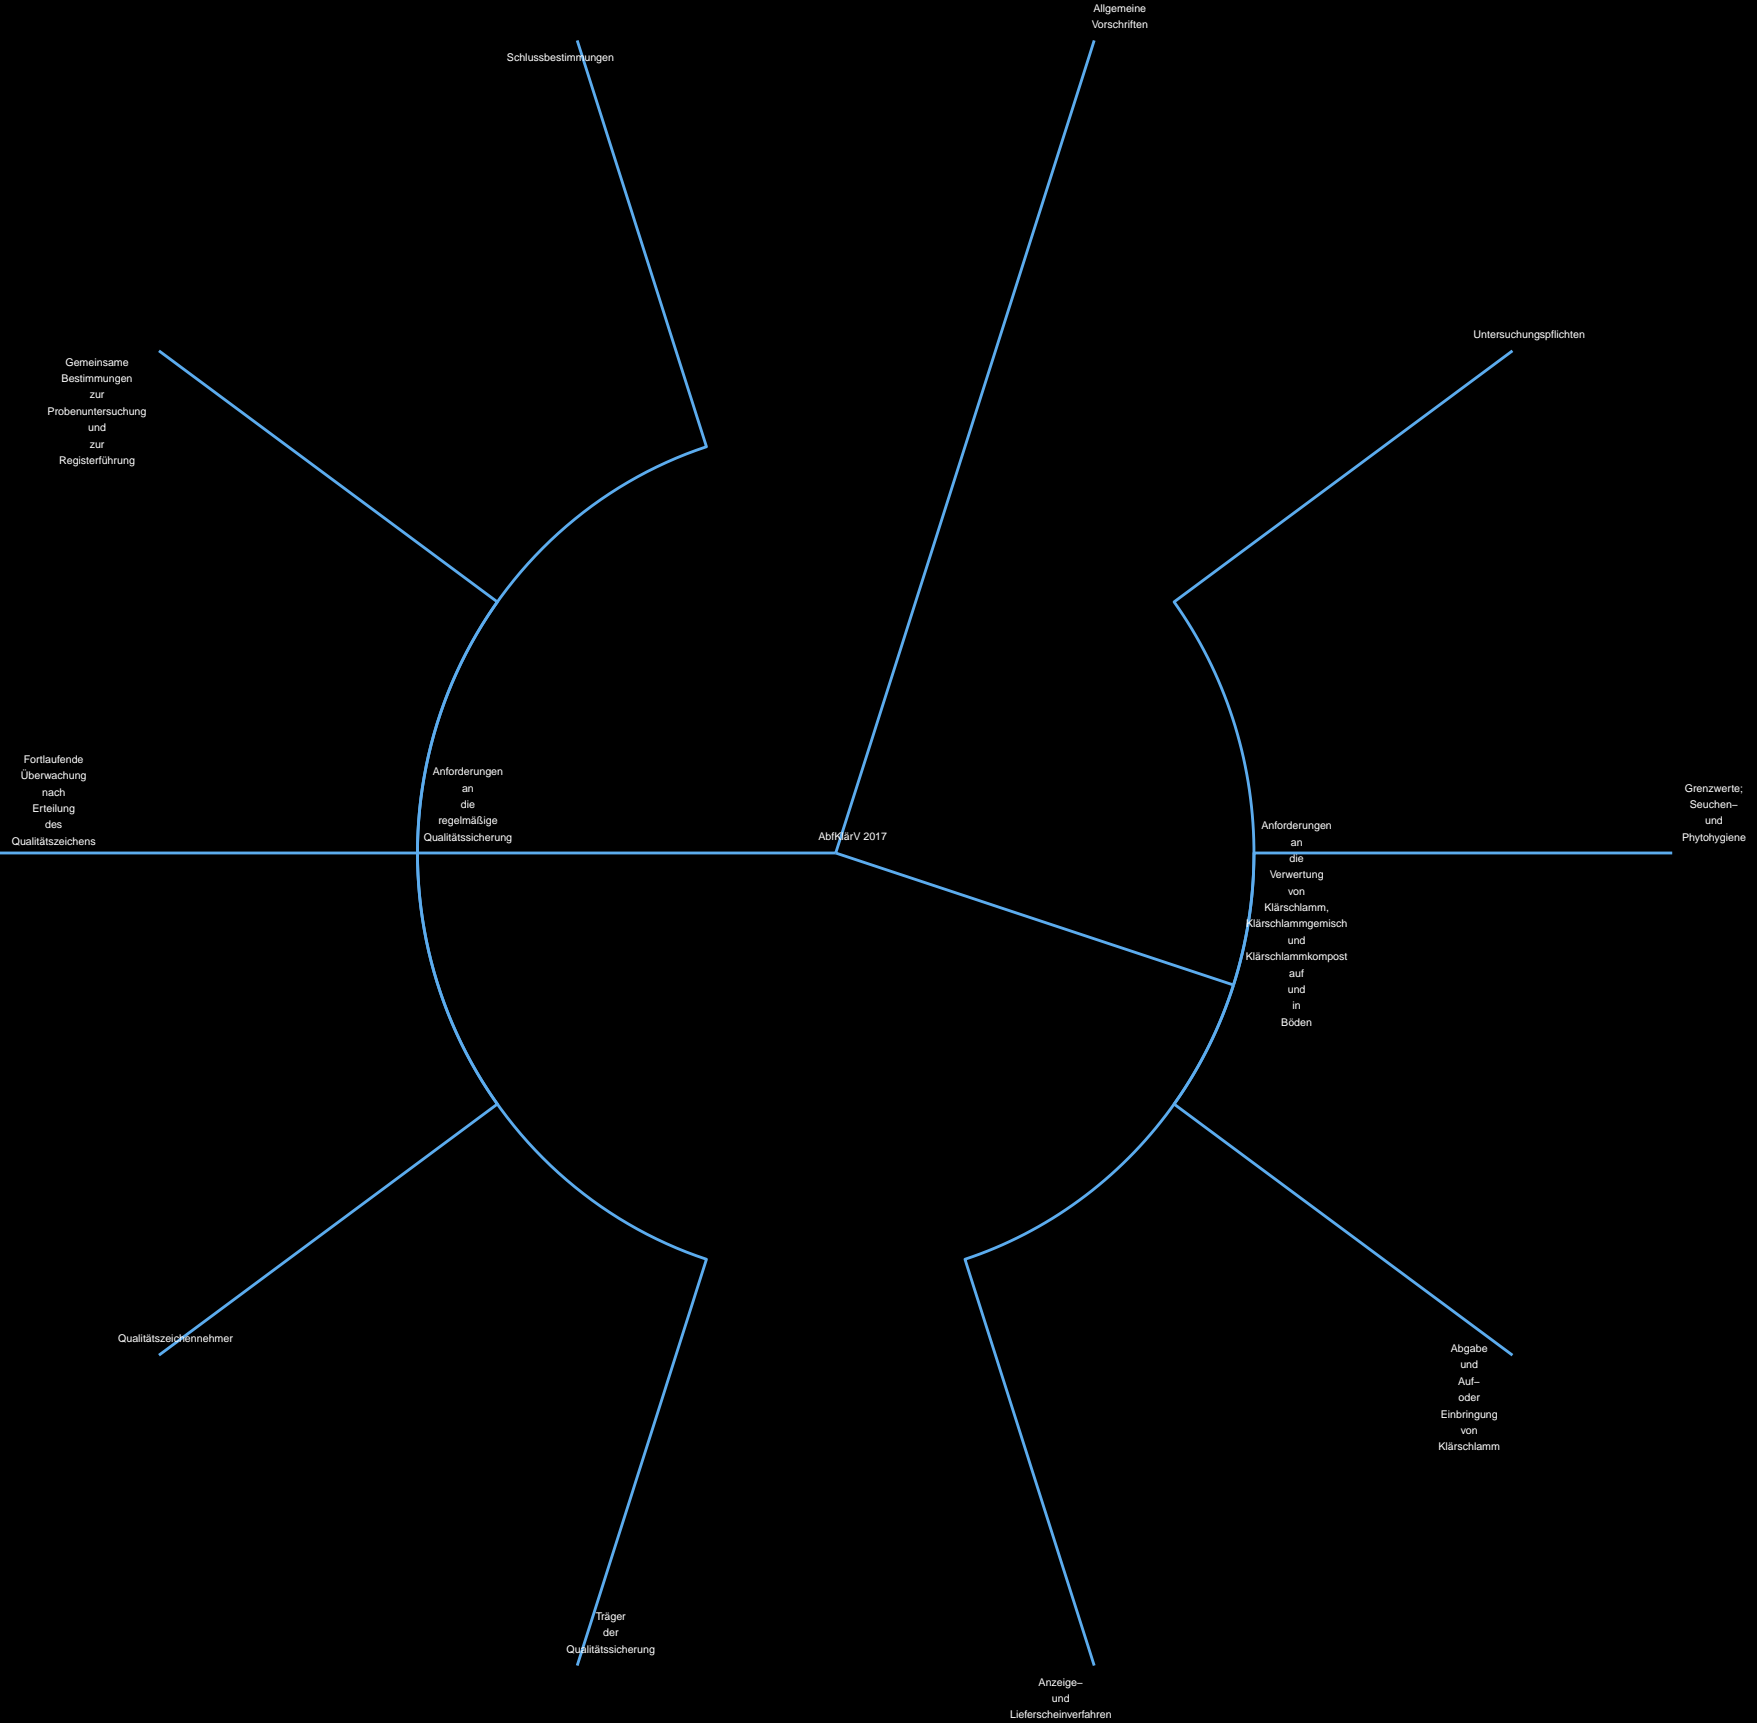 Allgemeine
Vorschriften
Schlussbestimmungen
Untersuchungspflichten
Gemeinsame
Bestimmungen
zur
Probenuntersuchung
und
zur
Registerführung
Fortlaufende
Überwachung
nach
Erteilung
des
Qualitätszeichens
Anforderungen
an
die
regelmäßige
Qualitätssicherung
AbfKlärV 2017
Anforderungen
an
die
Verwertung
von
Klärschlamm,
Klärschlammgemisch
und
Klärschlammkompost
auf
und
in
Böden
Grenzwerte;
Seuchen–
und
Phytohygiene
Qualitätszeichennehmer
Abgabe
und
Auf–
oder
Einbringung
von
Klärschlamm
Träger
der
Qualitätssicherung
Anzeige–
und
Lieferscheinverfahren